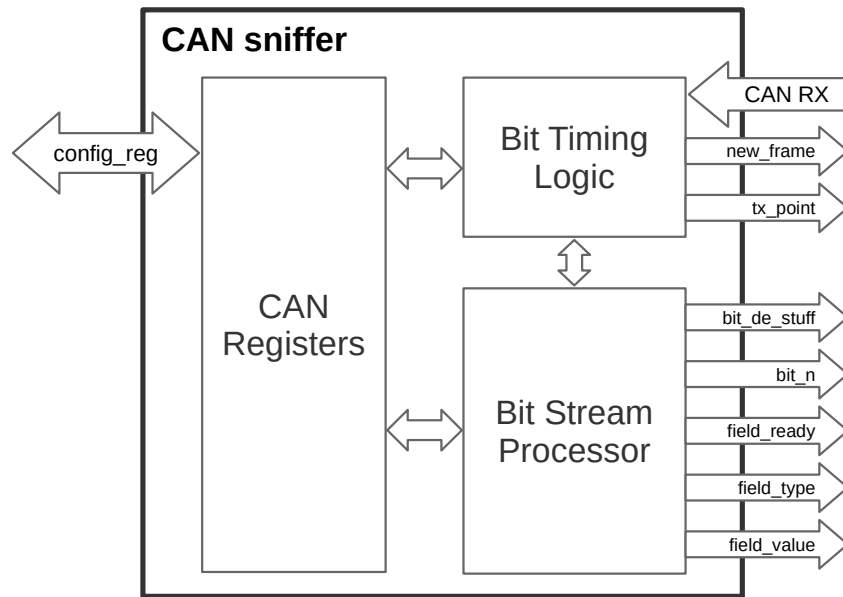 CAN sniffer
config_reg
CAN
Registers
Bit Timing
Logic
CAN RX
new_frame
tx_point
Bit Stream
Processor
bit_de_stuff
bit_n
field_ready
field_type
field_value